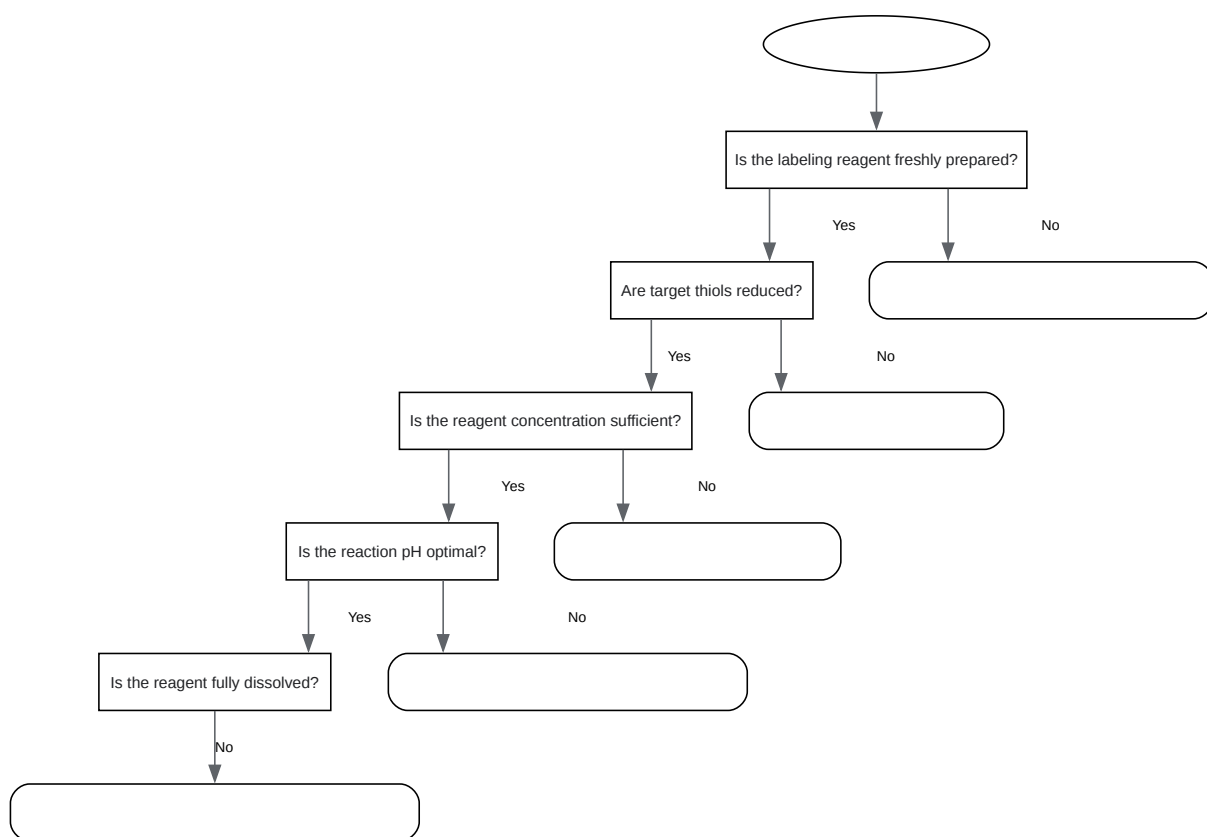 Is the labeling reagent freshly prepared?
Yes
No
Are target thiols reduced?
Yes
No
Is the reagent concentration sufficient?
Yes
No
Is the reaction pH optimal?
Yes
No
Is the reagent fully dissolved?
No